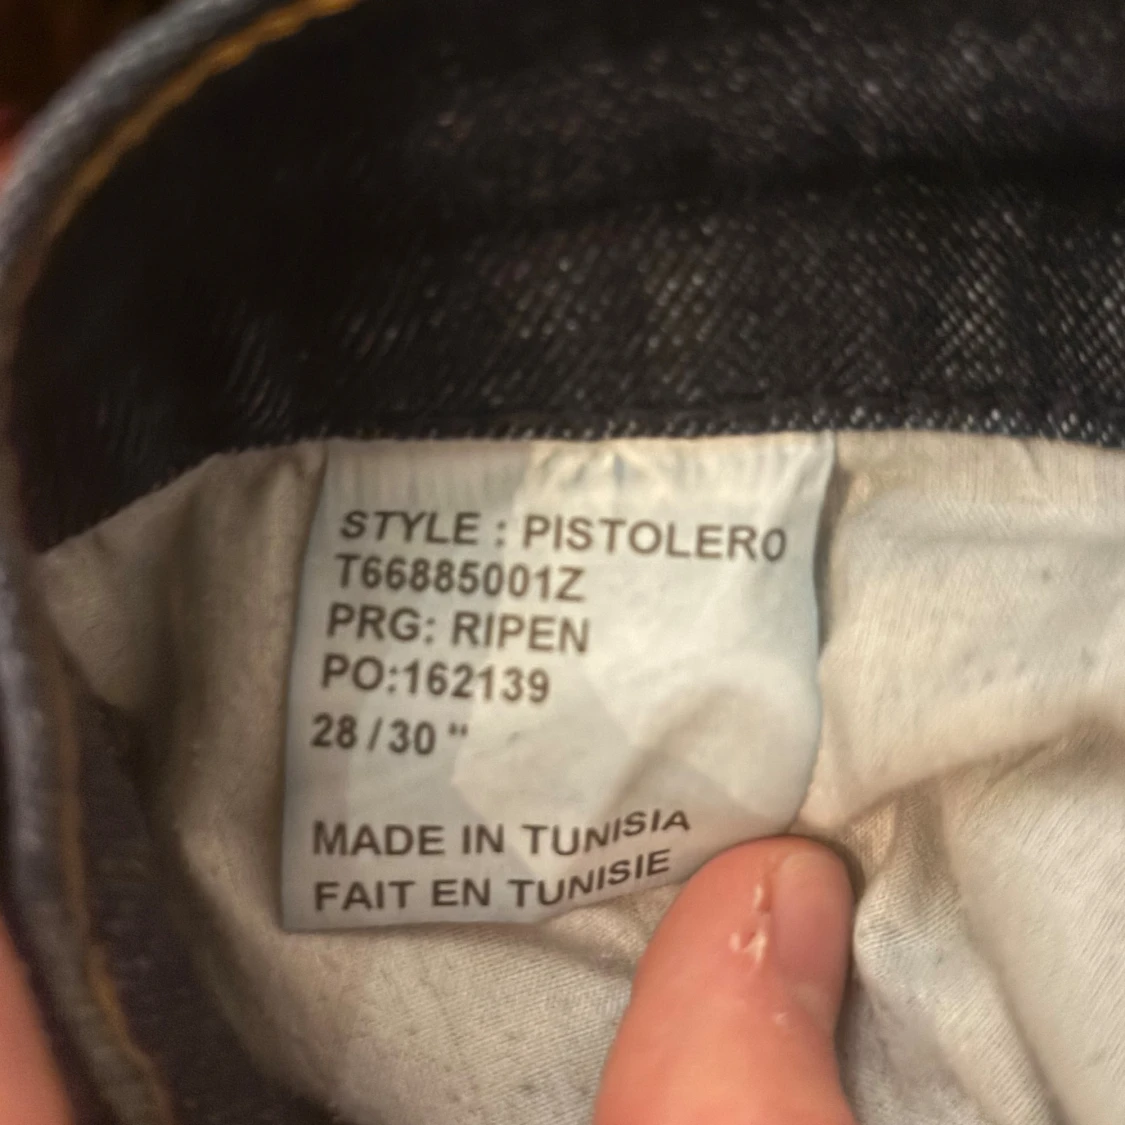 STYLE : PISTOLERO
T66885001Z
PRG: RIPEN
PO:162139
28 / 30 "
MADE IN TUNISIA
FAIT EN TUNISIE